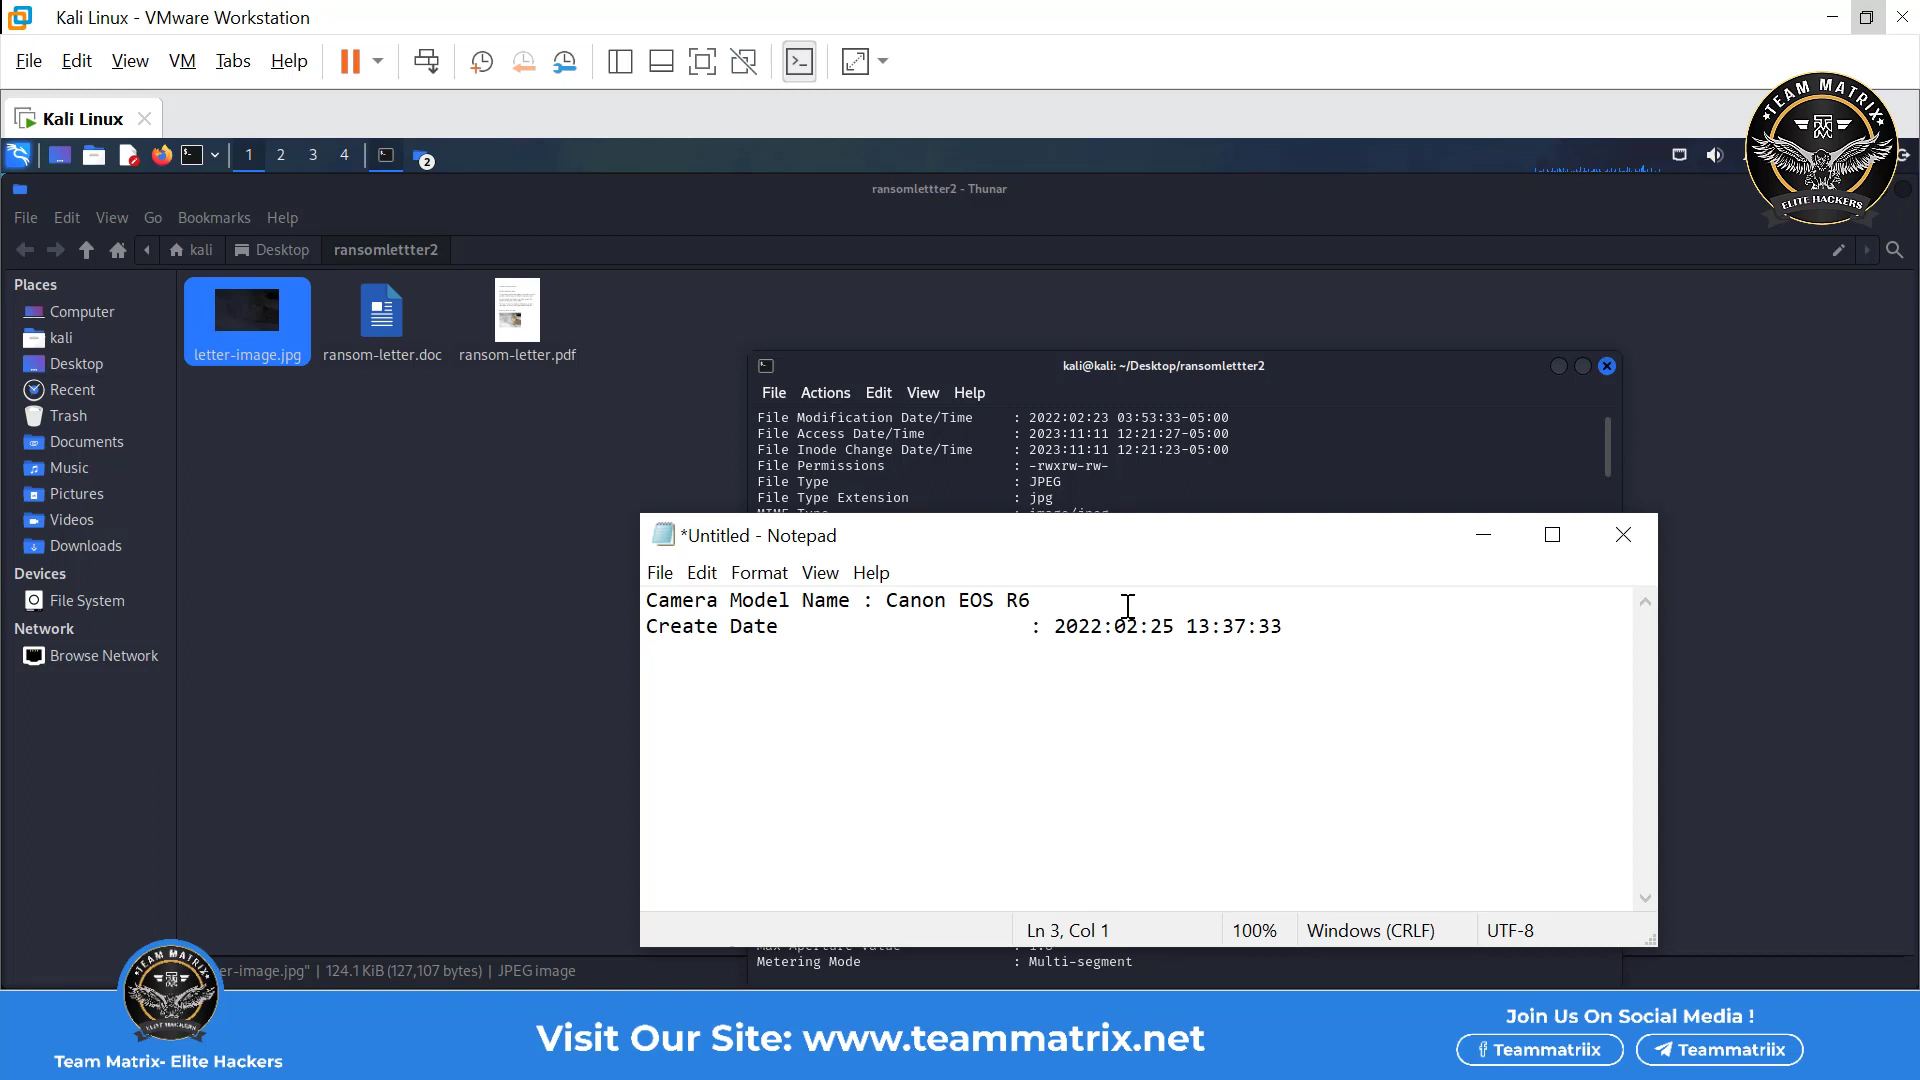 Kali Linux - VMware Workstation
File Edit View VM Tabs Help
Kali Linux
TEAM MATRIX
ELITE HACKERS
1 2 3 4 2
ransomlettter2 - Thunar
File Edit View Go Bookmarks Help
kali Desktop ransomlettter2
Places
Computer
kali
Desktop
Recent
Trash
Documents
Music
Pictures
Videos
Downloads
Devices
File System
Network
Browse Network
letter-image.jpg ransom-letter.doc ransom-letter.pdf
kali@kali: ~/Desktop/ransomlettter2
File Actions Edit View Help
File Modification Date/Time : 2022:02:23 03:53:33-05:00
File Access Date/Time : 2023:11:11 12:21:27-05:00
File Inode Change Date/Time : 2023:11:11 12:21:23-05:00
File Permissions : -rwxrw-rw-
File Type : JPEG
File Type Extension : jpg
*Untitled - Notepad
File Edit Format View Help
Camera Model Name : Canon EOS R6
Create Date : 2022:02:25 13:37:33
Ln 3, Col 1 100% Windows (CRLF) UTF-8
Metering Mode : Multi-segment
er-image.jpg" | 124.1 KiB (127,107 bytes) | JPEG image
TEAM MATRIX
Team Matrix- Elite Hackers
Visit Our Site: www.teammatrix.net
Join Us On Social Media !
Teammatriix Teammatriix